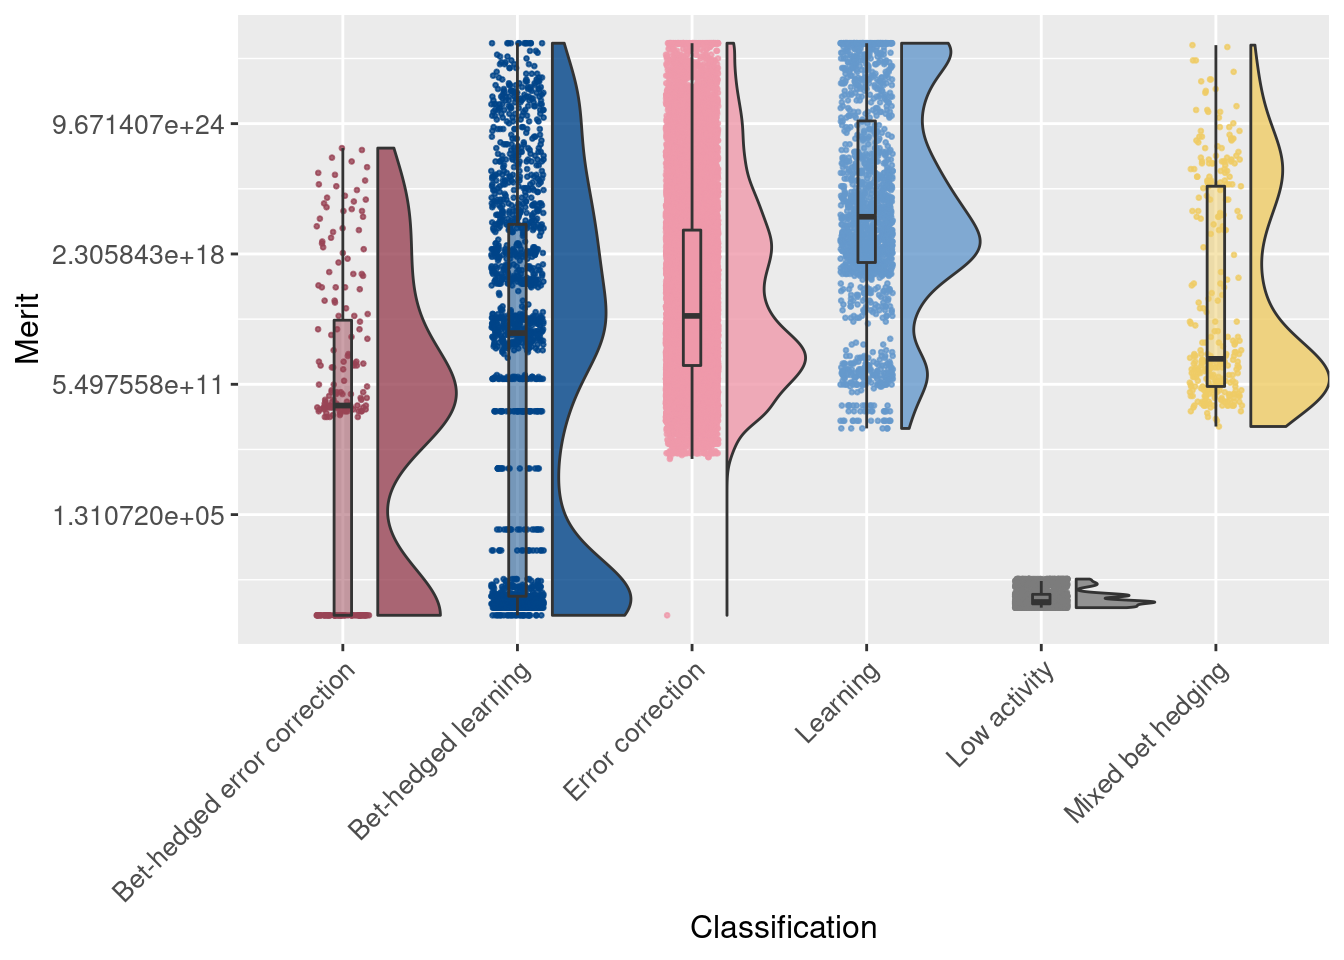 9.671407e+24
2.305843e+18
5.497558e+11
1.310720e+05
Merit
Bet-hedged error correction
Bet-hedged learning
Error correction
Learning
Low activity
Mixed bet hedging
Classification